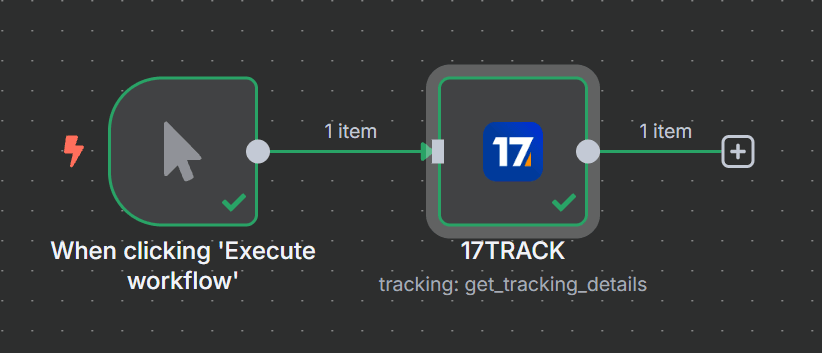 1 item
1 item
17
When clicking 'Execute
workflow'
17TRACK
tracking: get_tracking_details